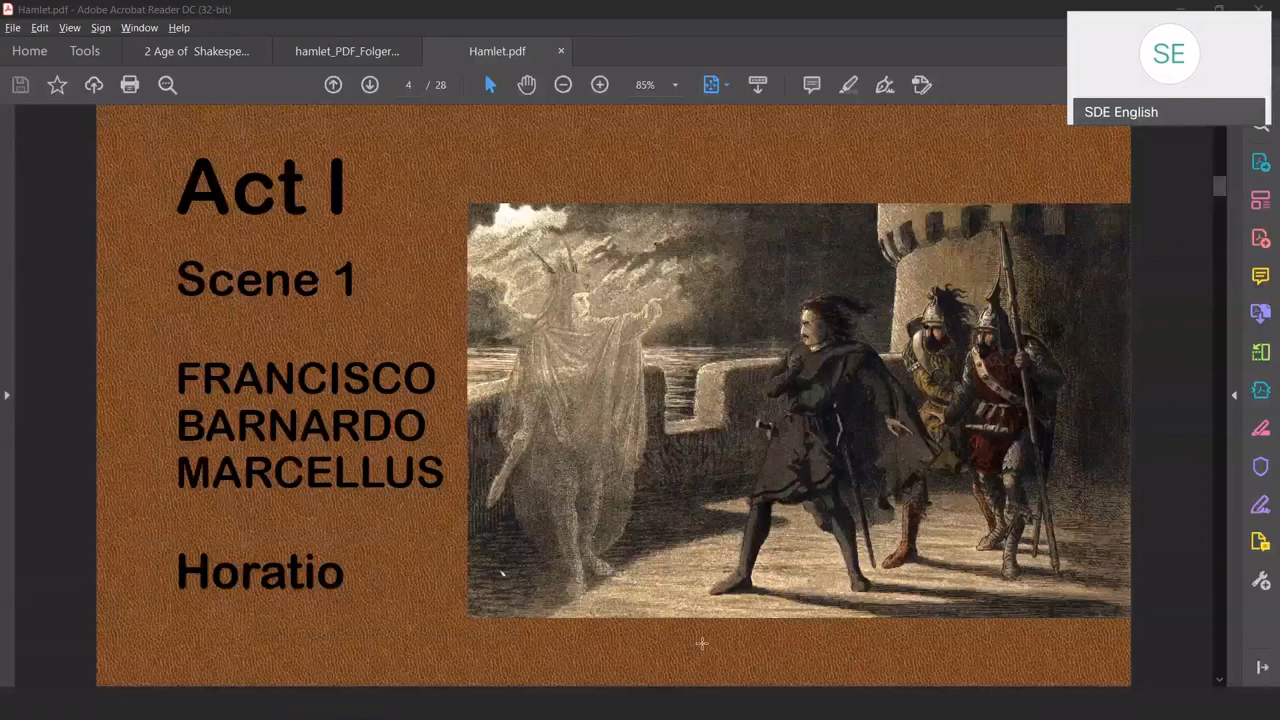 Hamlet.pdf - Adobe Acrobat Reader DC (32-bit)
File Edit View Sign Window Help
Home Tools 2 Age of Shakespe... hamlet_PDF_Folger... Hamlet.pdf ×
4 / 28 85%
SE
SDE English
Act I
Scene 1
FRANCISCO
BARNARDO
MARCELLUS
Horatio